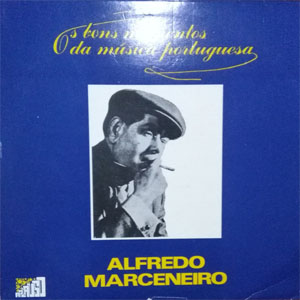 Os bons momentos
da música portuguesa
ALFREDO
MARCENEIRO